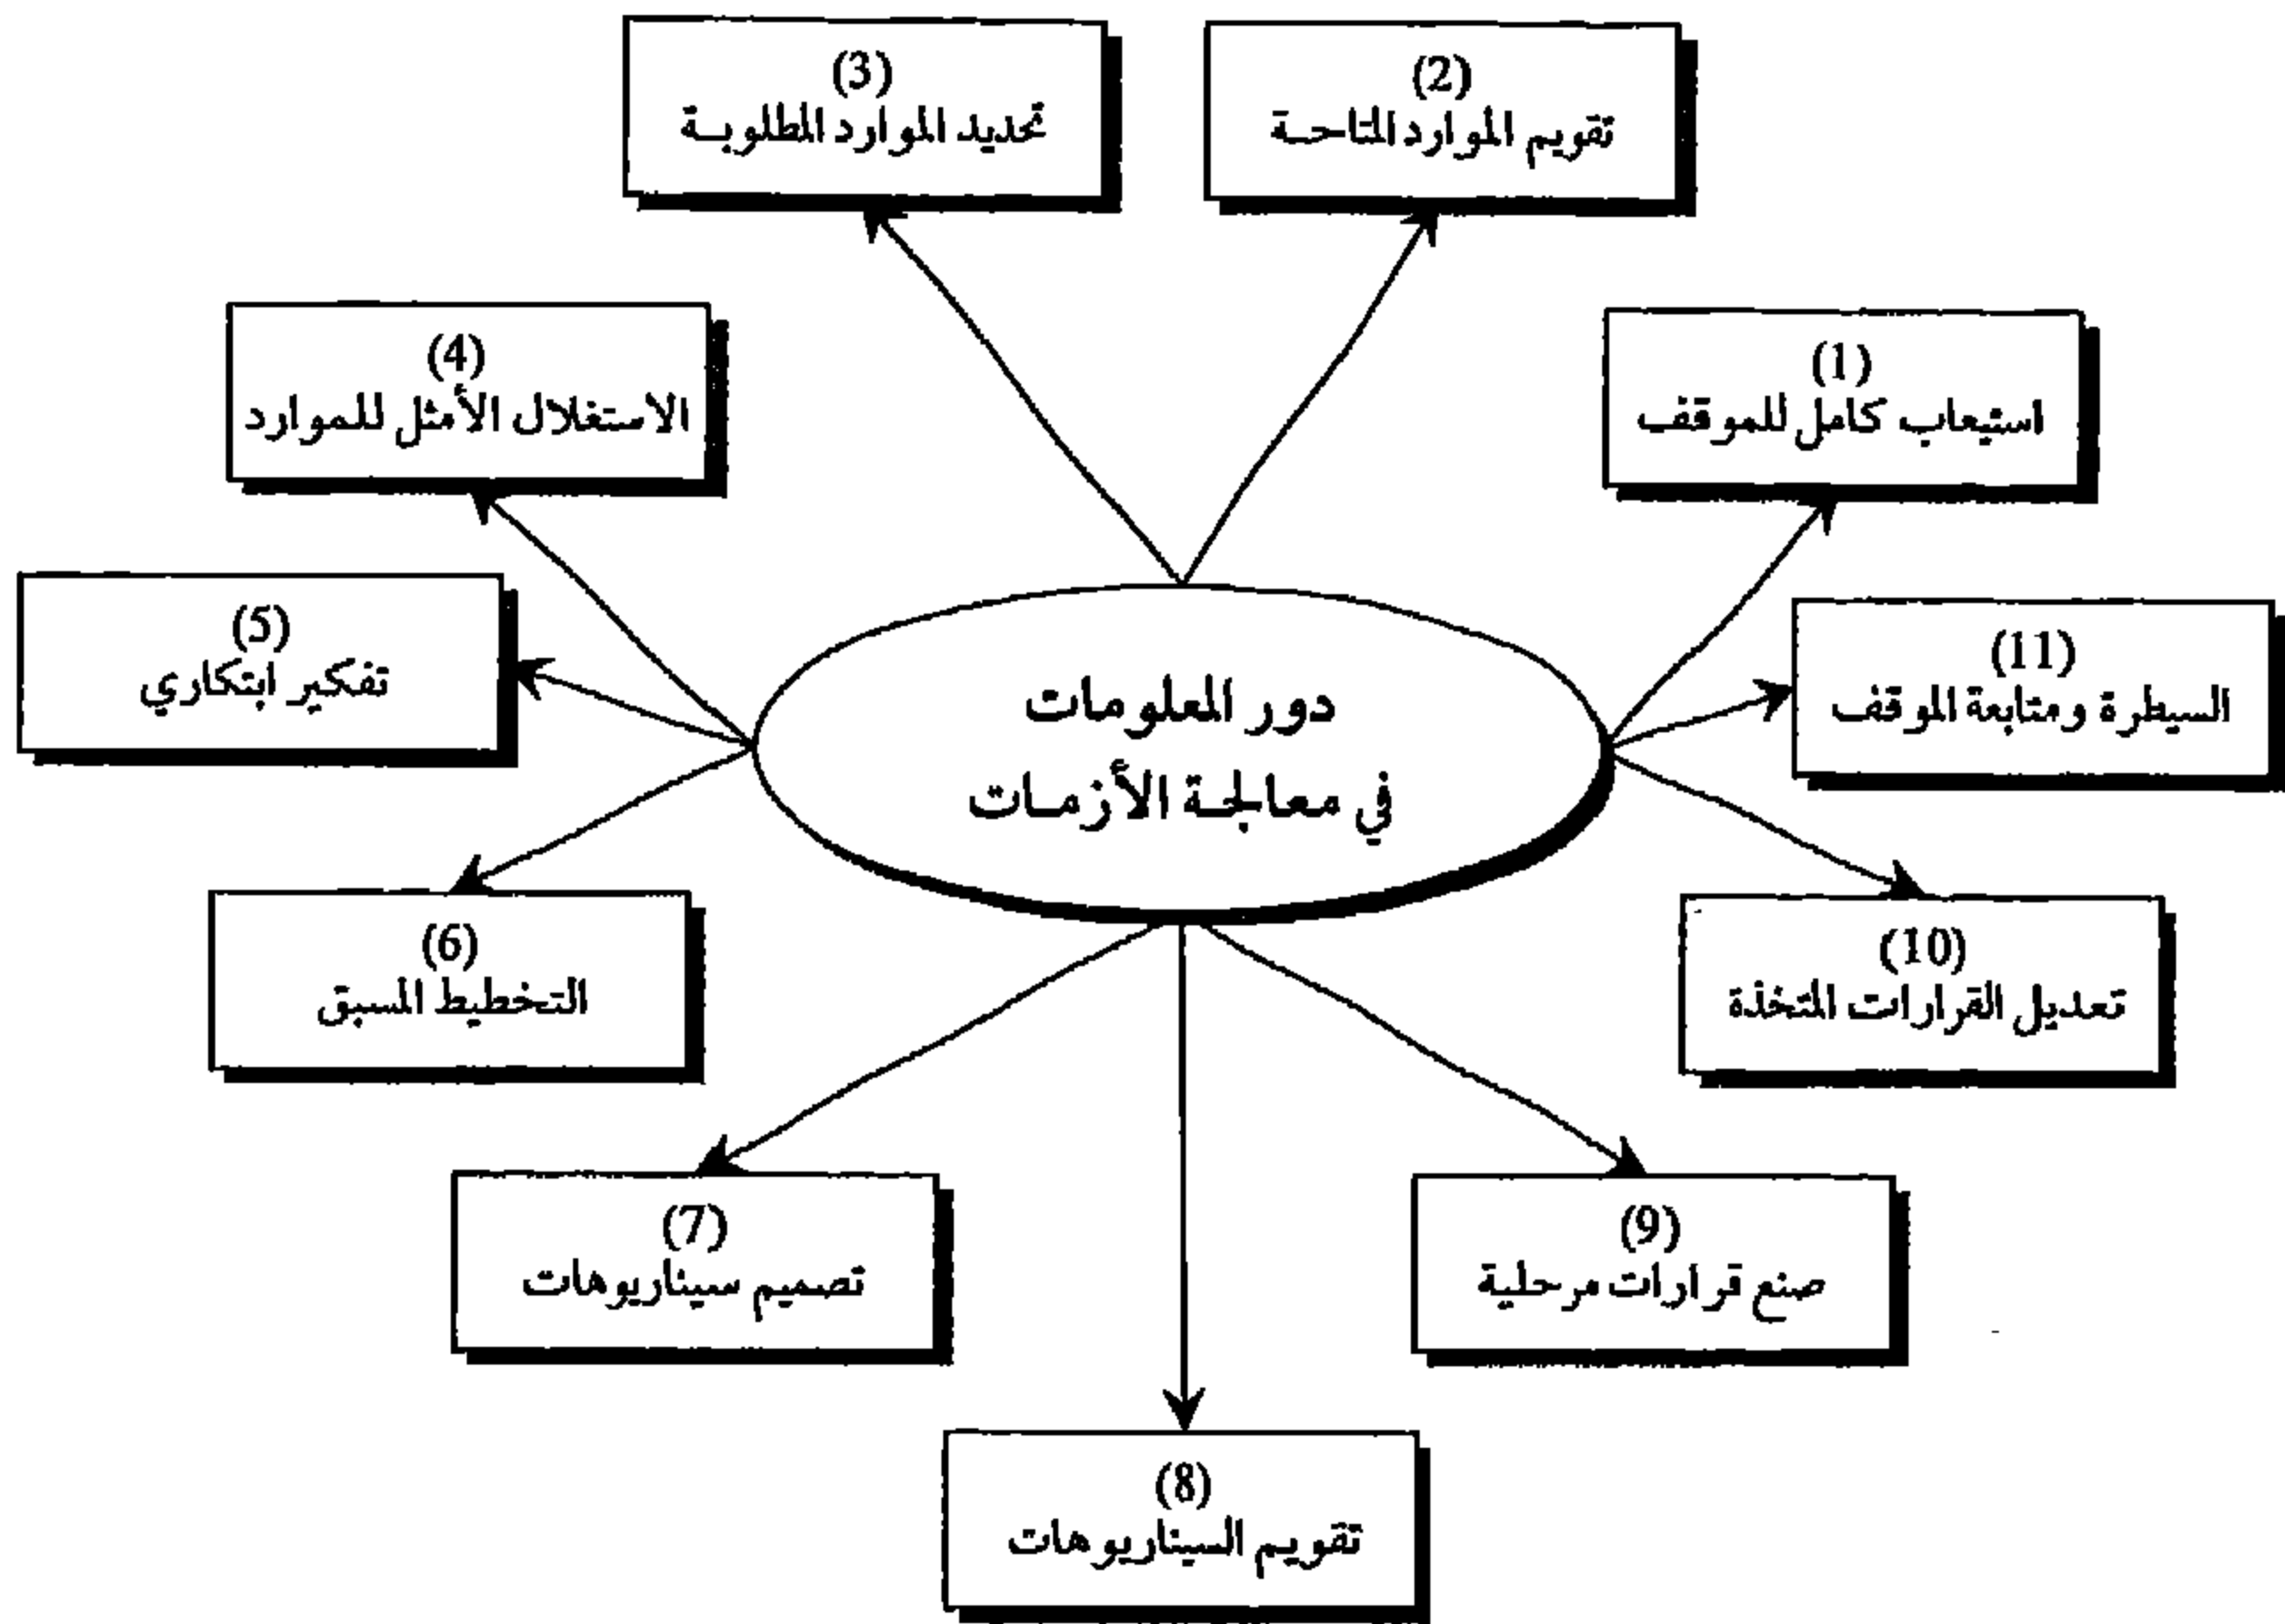 دور المعلومات
في معالجة الأزمات
(1)
استيعاب كامل للموقف
(2)
تقويم الموارد المتاحة
(3)
تحديد الموارد المطلوبة
(4)
الاستغلال الأمثل للموارد
(5)
تفكير ابتكاري
(6)
التخطيط المسبق
(7)
تصميم سيناريوهات
(8)
تقويم السيناريوهات
(9)
صنع قرارات مرحلية
(10)
تعديل القرارات المتخذة
(11)
السيطرة ومتابعة الموقف